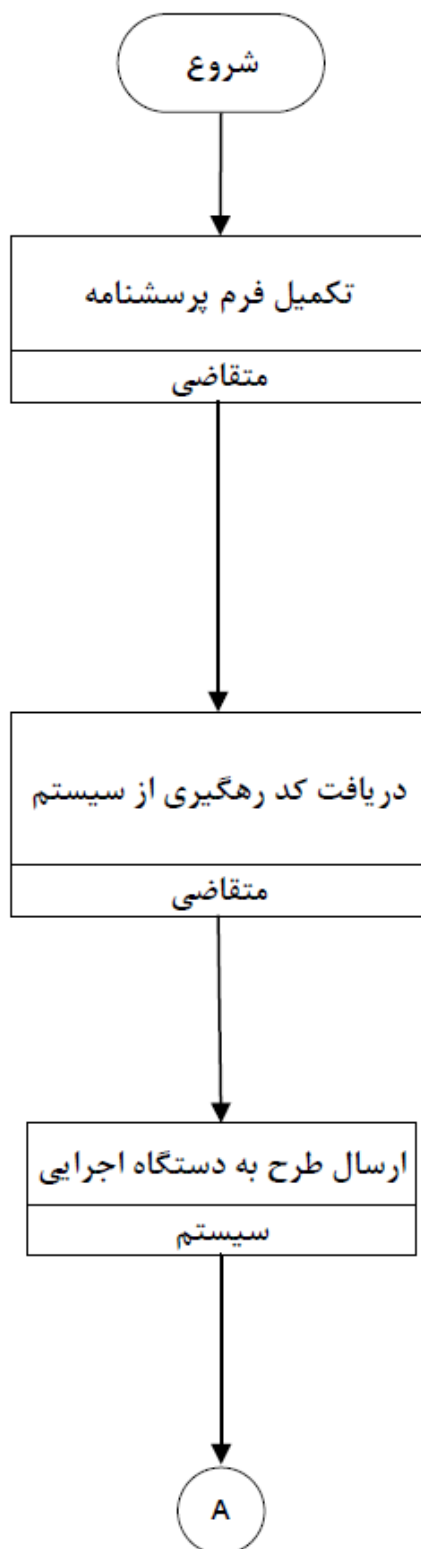 شروع
تکمیل فرم پرسشنامه
متقاضی
دریافت کد رهگیری از سیستم
متقاضی
ارسال طرح به دستگاه اجرایی
سیستم
A